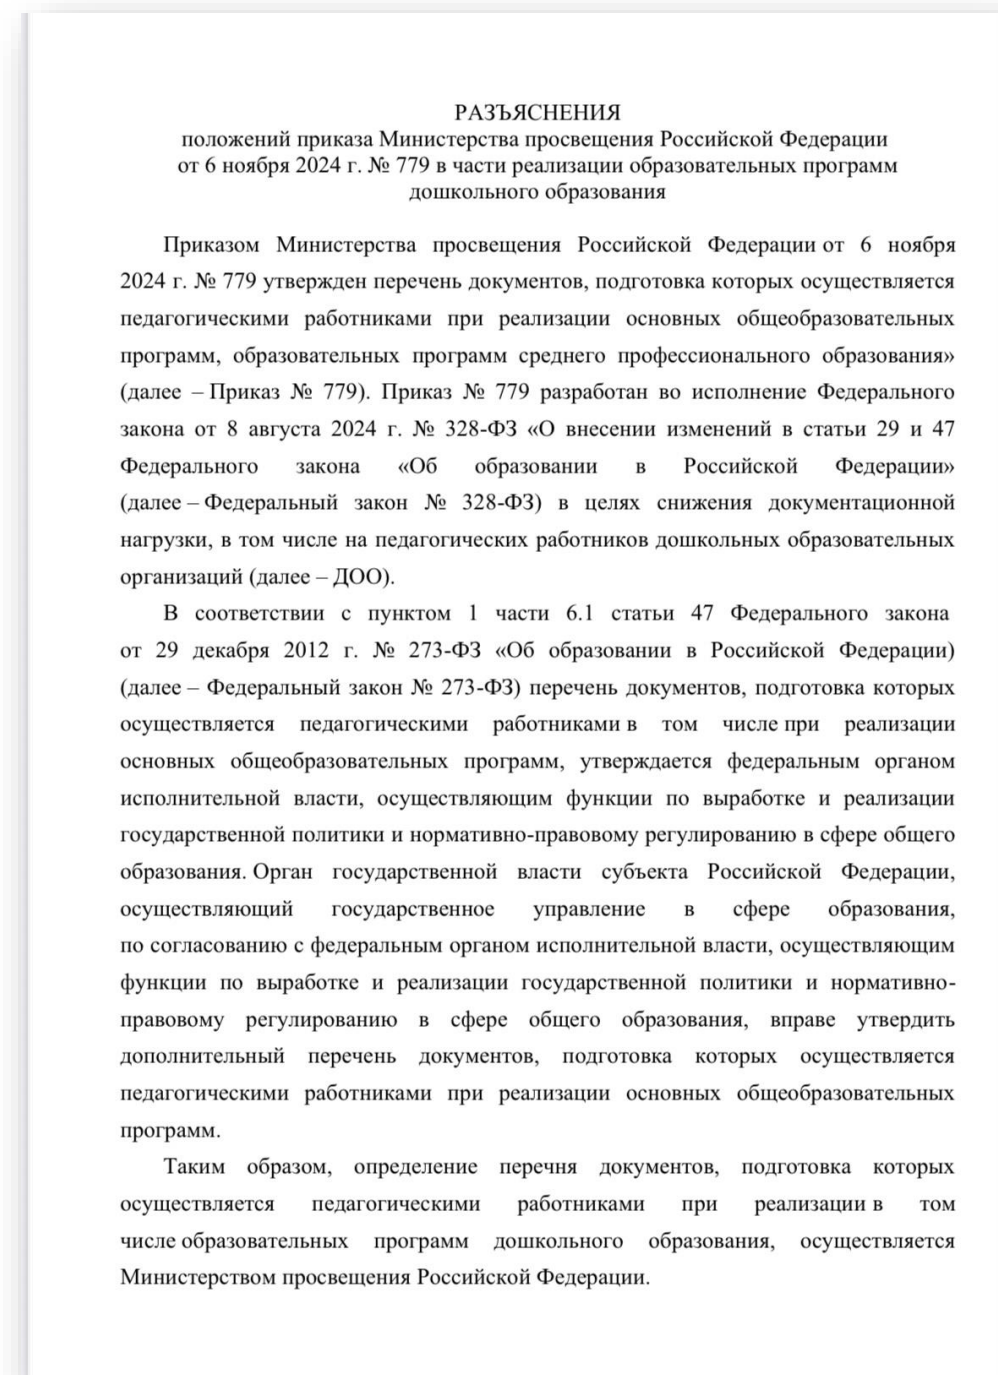 РАЗЪЯСНЕНИЯ
положений приказа Министерства просвещения Российской Федерации
от 6 ноября 2024 г. № 779 в части реализации образовательных программ
дошкольного образования
Приказом Министерства просвещения Российской Федерации от 6 ноября
2024 г. № 779 утвержден перечень документов, подготовка которых осуществляется
педагогическими работниками при реализации основных общеобразовательных
программ, образовательных программ среднего профессионального образования»
(далее – Приказ № 779). Приказ № 779 разработан во исполнение Федерального
закона от 8 августа 2024 г. № 328-ФЗ «О внесении изменений в статьи 29 и 47
Федерального закона «Об образовании в Российской Федерации»
(далее – Федеральный закон № 328-ФЗ) в целях снижения документационной
нагрузки, в том числе на педагогических работников дошкольных образовательных
организаций (далее – ДОО).
В соответствии с пунктом 1 части 6.1 статьи 47 Федерального закона
от 29 декабря 2012 г. № 273-ФЗ «Об образовании в Российской Федерации)
(далее – Федеральный закон № 273-ФЗ) перечень документов, подготовка которых
осуществляется педагогическими работниками в том числе при реализации
основных общеобразовательных программ, утверждается федеральным органом
исполнительной власти, осуществляющим функции по выработке и реализации
государственной политики и нормативно-правовому регулированию в сфере общего
образования. Орган государственной власти субъекта Российской Федерации,
осуществляющий государственное управление в сфере образования,
по согласованию с федеральным органом исполнительной власти, осуществляющим
функции по выработке и реализации государственной политики и нормативно-
правовому регулированию в сфере общего образования, вправе утвердить
дополнительный перечень документов, подготовка которых осуществляется
педагогическими работниками при реализации основных общеобразовательных
программ.
Таким образом, определение перечня документов, подготовка которых
осуществляется педагогическими работниками при реализации в том
числе образовательных программ дошкольного образования, осуществляется
Министерством просвещения Российской Федерации.